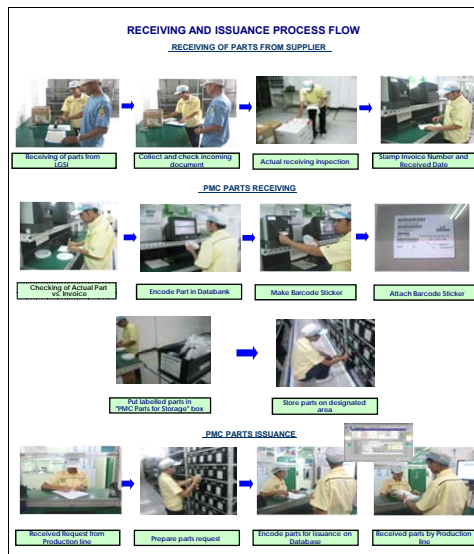 RECEIVING AND ISSUANCE PROCESS FLOW
RECEIVING OF PARTS FROM SUPPLIER
Receiving of parts from
LGSI
Collect and check incoming
document
Actual receiving inspection
Stamp Invoice Number and
Received Date
PMC PARTS RECEIVING
Checking of Actual Part
vs. Invoice
Encode Part in Databank
Make Barcode Sticker
Attach Barcode Sticker
Put labelled parts in
"PMC Parts for Storage" box
Store parts on designated
area
PMC PARTS ISSUANCE
Received Request from
Production line
Prepare parts request
Encode parts for issuance on
Database
Received parts by Production
line